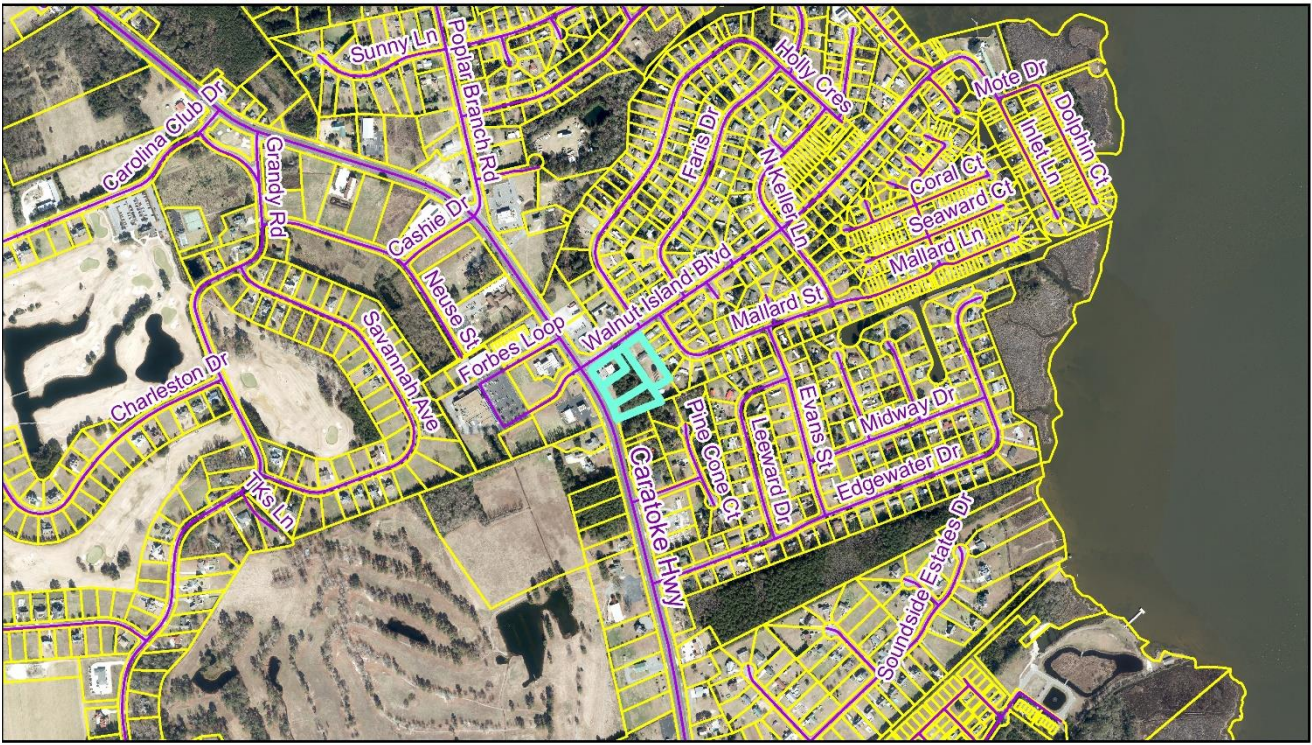 Sunny Ln
Poplar Branch Rd
Holly Cres
Mote Dr
Dolphin Ct
Inlet Ln
Carolina Club Dr
Grandy Rd
Faris Dr
N Keller Ln
Coral Ct
Seaward Ct
Mallard Ln
Cashie Dr
Neuse St
Walnut Island Blvd
Mallard St
Savannah Ave
Forbes Loop
Charleston Dr
Pine Cone Ct
Leeward Dr
Evans St
Midway Dr
Edgewater Dr
TKs Ln
Caratoke Hwy
Soundside Estates Dr